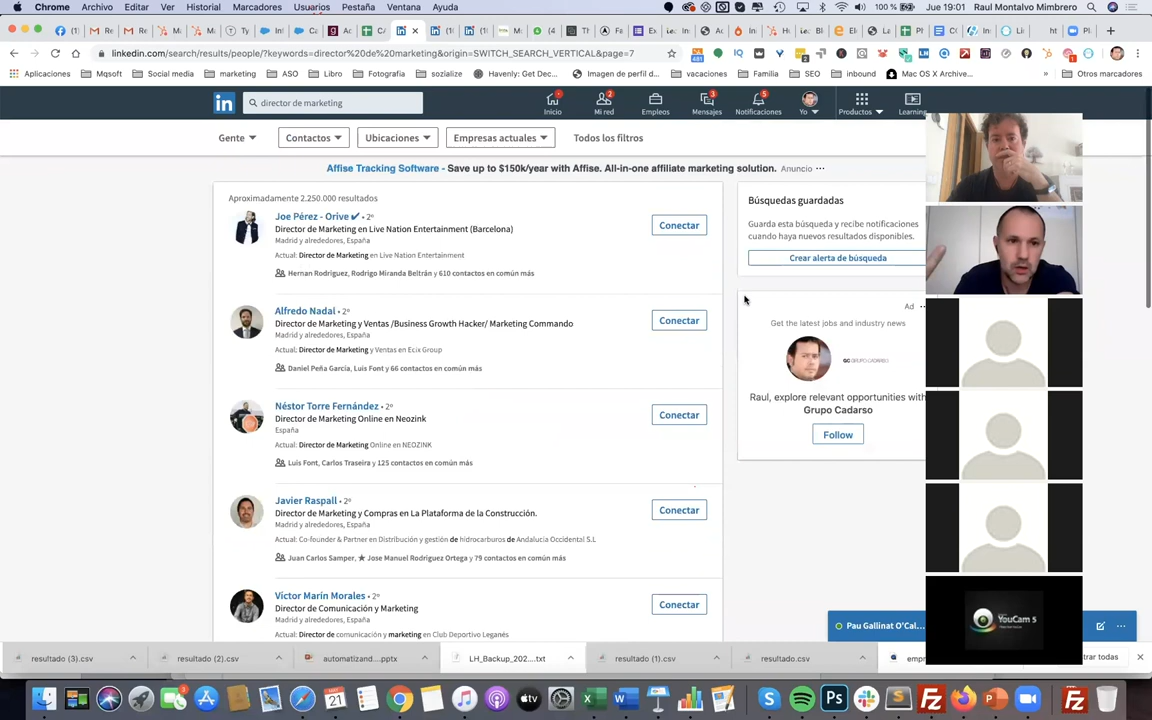 Chrome Archivo Editar Ver Historial Marcadores Usuarios Pestaña Ventana Ayuda 100 % Jue 19:01 Raul Montalvo Mimbrero
linkedin.com/search/results/people/?keywords=director%20de%20marketing&origin=SWITCH_SEARCH_VERTICAL&page=7
Aplicaciones Mqsoft Social media marketing ASO Libro Fotografia sozialize Havenly: Get Dec... Imagen de perfil d... vacaciones Familia SEO inbound Mac OS X Archive... » Otros marcadores
in director de marketing Inicio Mi red Empleos Mensajes Notificaciones Yo Productos Learning
Gente Contactos Ubicaciones Empresas actuales Todos los filtros
Affise Tracking Software - Save up to $150k/year with Affise. All-in-one affiliate marketing solution. Anuncio ...
Aproximadamente 2.250.000 resultados
Joe Pérez - Orive ✔ • 2º
Director de Marketing en Live Nation Entertainment (Barcelona)
Madrid y alrededores, España
Actual: Director de Marketing en Live Nation Entertainment
Hernan Rodriguez, Rodrigo Miranda Beltrán y 610 contactos en común más
Conectar
Alfredo Nadal • 2º
Director de Marketing y Ventas /Business Growth Hacker/ Marketing Commando
Madrid y alrededores, España
Actual: Director de Marketing y Ventas en Ecix Group
Daniel Peña García, Luis Font y 66 contactos en común más
Conectar
Néstor Torre Fernández • 2º
Director de Marketing Online en Neozink
España
Actual: Director de Marketing Online en NEOZINK
Luis Font, Carlos Traseira y 125 contactos en común más
Conectar
Javier Raspall • 2º
Director de Marketing y Compras en La Plataforma de la Construcción.
Madrid y alrededores, España
Actual: Co-founder & Partner en Distribución y gestión de hidrocarburos de Andalucia Occidental S.L
Juan Carlos Samper, ★ Jose Manuel Rodriguez Ortega y 79 contactos en común más
Conectar
Víctor Marín Morales • 2º
Director de Comunicación y Marketing
Madrid y alrededores, España
Actual: Director de comunicación y marketing en Club Deportivo Leganés
Conectar
Búsquedas guardadas
Guarda esta búsqueda y recibe notificaciones
cuando haya nuevos resultados disponibles.
Crear alerta de búsqueda
Ad ..
Get the latest jobs and industry news
GC GRUPO CADARSO
Raul, explore relevant opportunities with
Grupo Cadarso
Follow
YouCam 5
Pau Gallinat O'Cal...
resultado (3).csv resultado (2).csv automatizand....pptx LH_Backup_202....txt resultado (1).csv resultado.csv trar todas